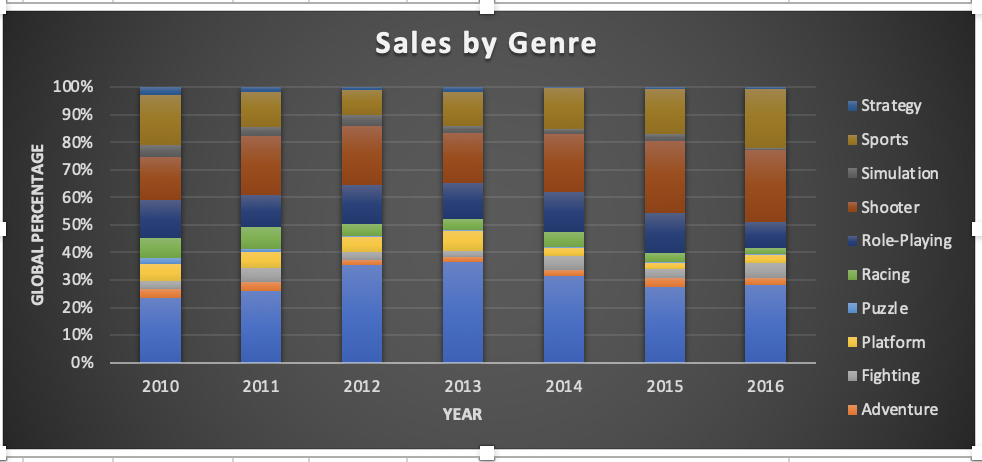 Sales by Genre
100%
90%
80%
70%
60%
50%
40%
30%
20%
10%
0%
GLOBAL PERCENTAGE
2010 2011 2012 2013 2014 2015 2016
YEAR
Strategy
Sports
Simulation
Shooter
Role-Playing
Racing
Puzzle
Platform
Fighting
Adventure